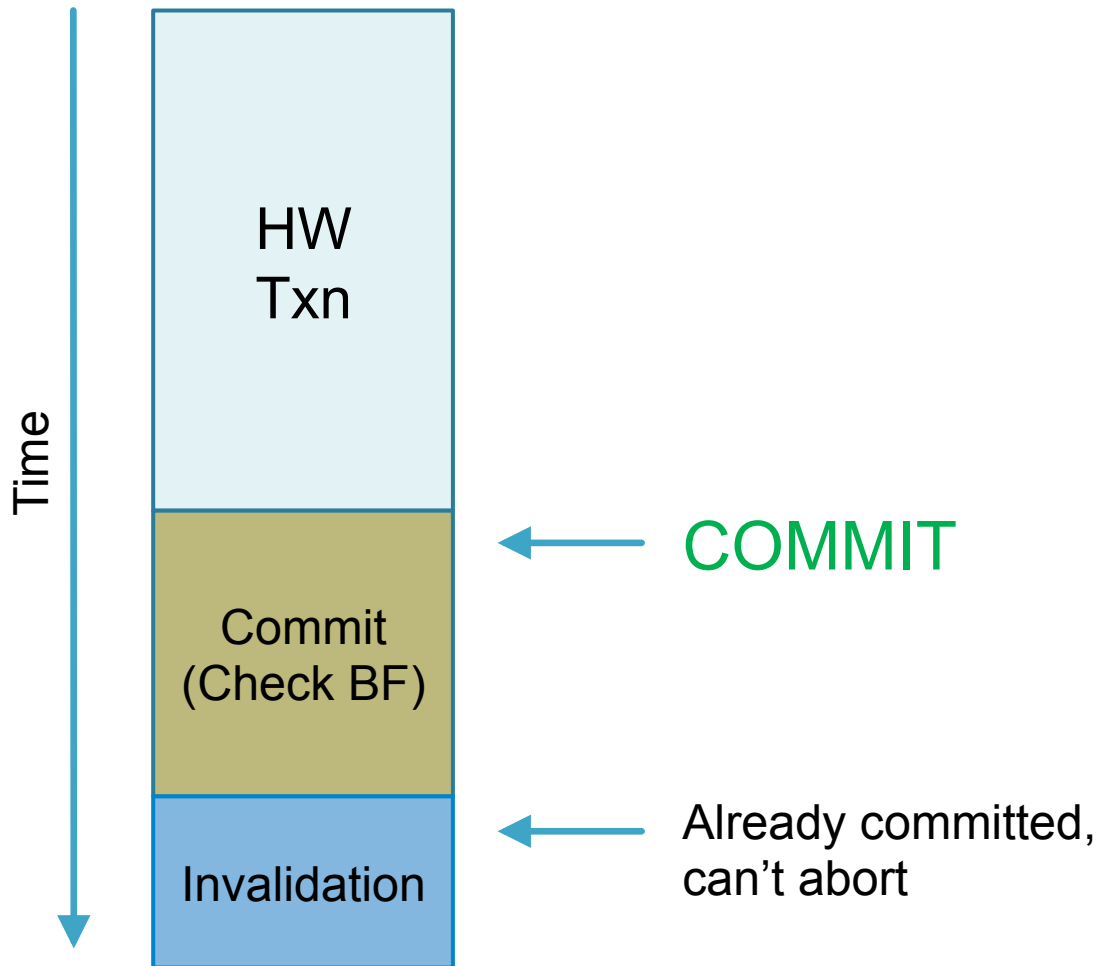 HW
Txn
Time
COMMIT
Commit
(Check BF)
Already committed,
can’t abort
Invalidation